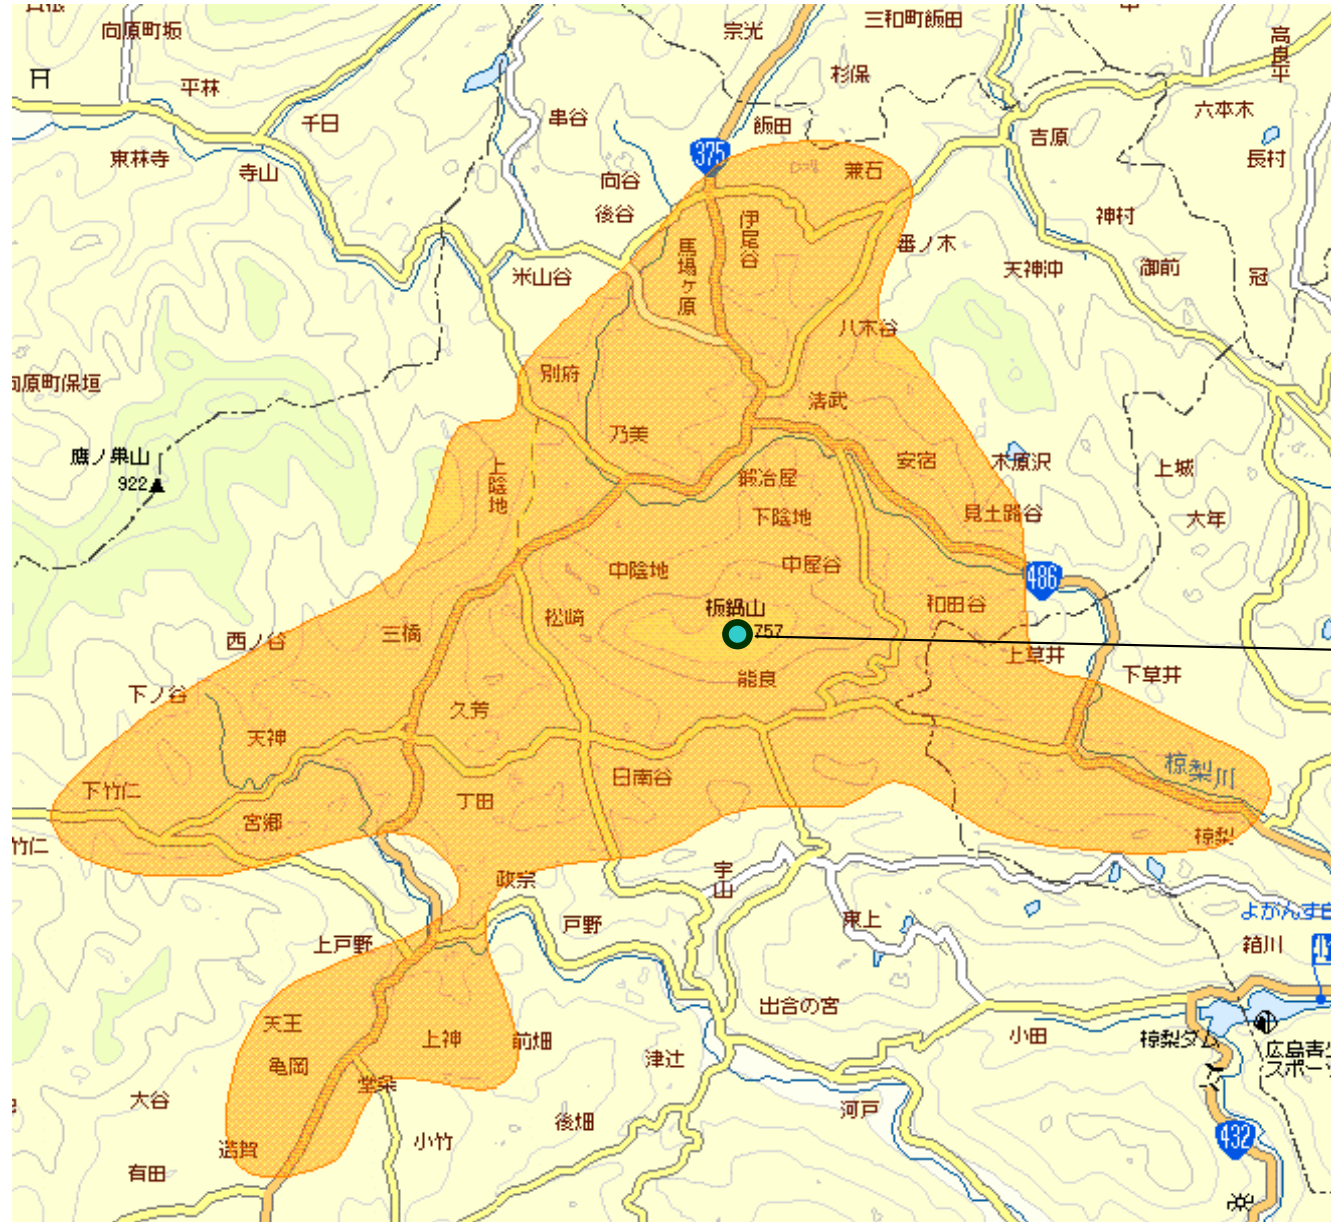 向原町坂
宗光
三和町飯田
高良平
平林
杉保
六本木
千日
串谷
飯田
吉原
375
長村
東林寺
寺山
向谷
兼石
後谷
伊尾谷
神村
馬場ヶ原
番ノ木
天神沖
御前
冠
米山谷
八木谷
向原町保垣
別府
清武
乃美
鷹ノ巣山
922
上陰地
鍛冶屋
安宿
木原沢
上城
下陰地
見土路谷
大年
中陰地
中屋谷
486
板鍋山
757
和田谷
松崎
三橋
西ノ谷
上草井
下草井
下ノ谷
能良
久芳
天神
椋梨川
下竹仁
日南谷
丁田
宮郷
椋梨
竹仁
政宗
宇山
戸野
東上
上戸野
箱川
天王
出合の宮
上神
前畑
小田
椋梨ダム
津辻
亀岡
堂条
大谷
河戸
後畑
小竹
造賀
432
有田